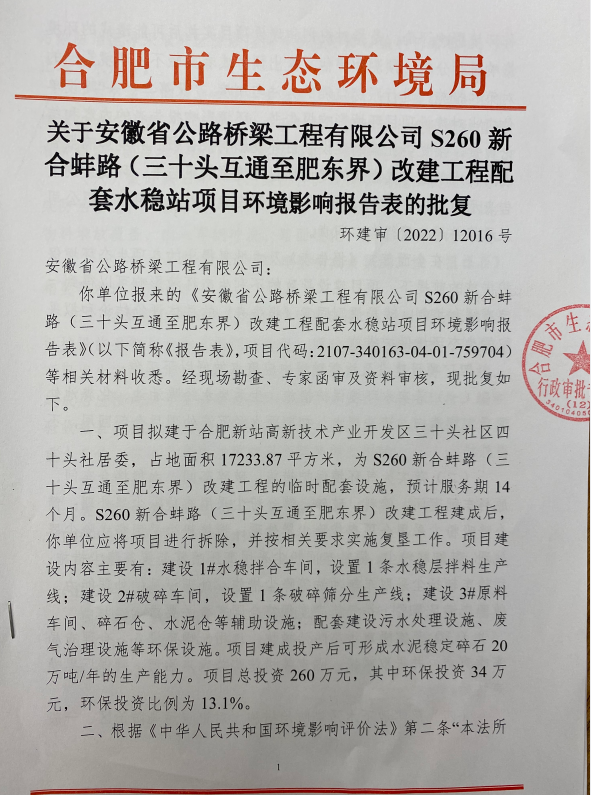 合肥市生态环境局
关于安徽省公路桥梁工程有限公司 S260 新
合蚌路（三十头互通至肥东界）改建工程配
套水稳站项目环境影响报告表的批复
环建审〔2022〕12016 号
安徽省公路桥梁工程有限公司：
你单位报来的《安徽省公路桥梁工程有限公司 S260 新合蚌
路（三十头互通至肥东界）改建工程配套水稳站项目环境影响报
告表》（以下简称《报告表》，项目代码：2107-340163-04-01-759704）
等相关材料收悉。经现场勘查、专家函审及资料审核，现批复如
下。
一、项目拟建于合肥新站高新技术产业开发区三十头社区四
十头社居委，占地面积 17233.87 平方米，为 S260 新合蚌路（三
十头互通至肥东界）改建工程的临时配套设施，预计服务期 14
个月。S260 新合蚌路（三十头互通至肥东界）改建工程建成后，
你单位应将项目进行拆除，并按相关要求实施复垦工作。项目建
设内容主要有：建设 1#水稳拌合车间，设置 1 条水稳层拌料生产
线；建设 2#破碎车间，设置 1 条破碎筛分生产线；建设 3#原料
车间、碎石仓、水泥仓等辅助设施；配套建设污水处理设施、废
气治理设施等环保设施。项目建成投产后可形成水泥稳定碎石 20
万吨/年的生产能力。项目总投资 260 万元，其中环保投资 34 万
元，环保投资比例为 13.1%。
二、根据《中华人民共和国环境影响评价法》第二条“本法所
1
合肥市生态
行政审批
(12)